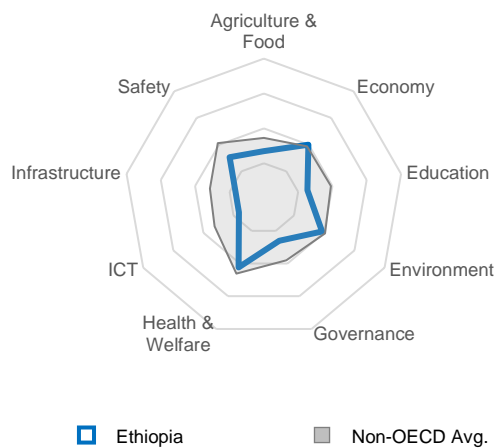 Agriculture &
Food
Safety
Economy
Infrastructure
Education
ICT
Environment
Health &
Welfare
Governance
Ethiopia
Non-OECD Avg.